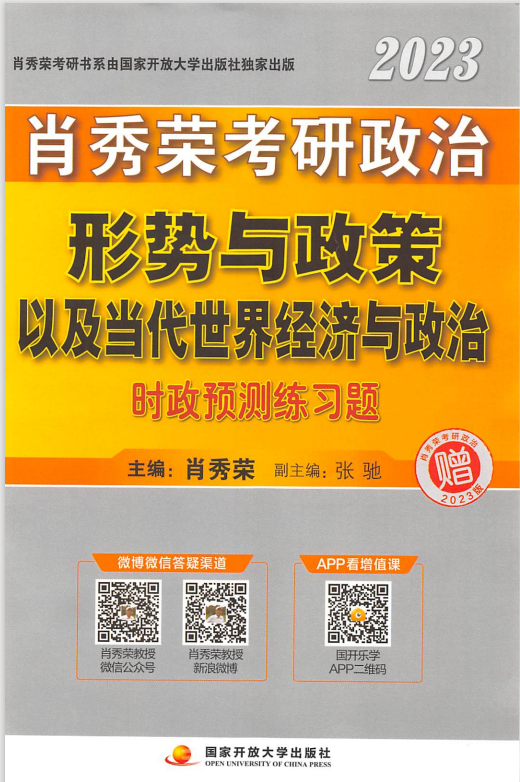 肖秀荣考研书系由国家开放大学出版社独家出版
2023
肖秀荣考研政治
形势与政策
以及当代世界经济与政治
时政预测练习题
主编：肖秀荣 副主编：张 驰
肖秀荣考研政治
赠
2023版
微博微信答疑渠道
APP看增值课
肖秀荣教授
微信公众号
肖秀荣教授
新浪微博
国开乐学
APP二维码
国家开放大学出版社
OPEN UNIVERSITY OF CHINA PRESS